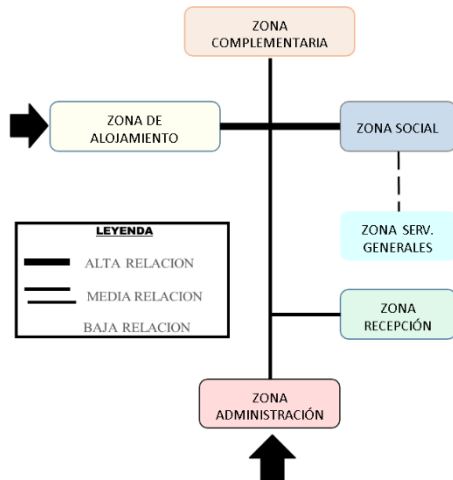 ZONA
COMPLEMENTARIA
ZONA DE
ALOJAMIENTO
ZONA SOCIAL
ZONA SERV.
GENERALES
LEYENDA
ALTA RELACION
MEDIA RELACION
BAJA RELACION
ZONA
RECEPCIÓN
ZONA
ADMINISTRACIÓN